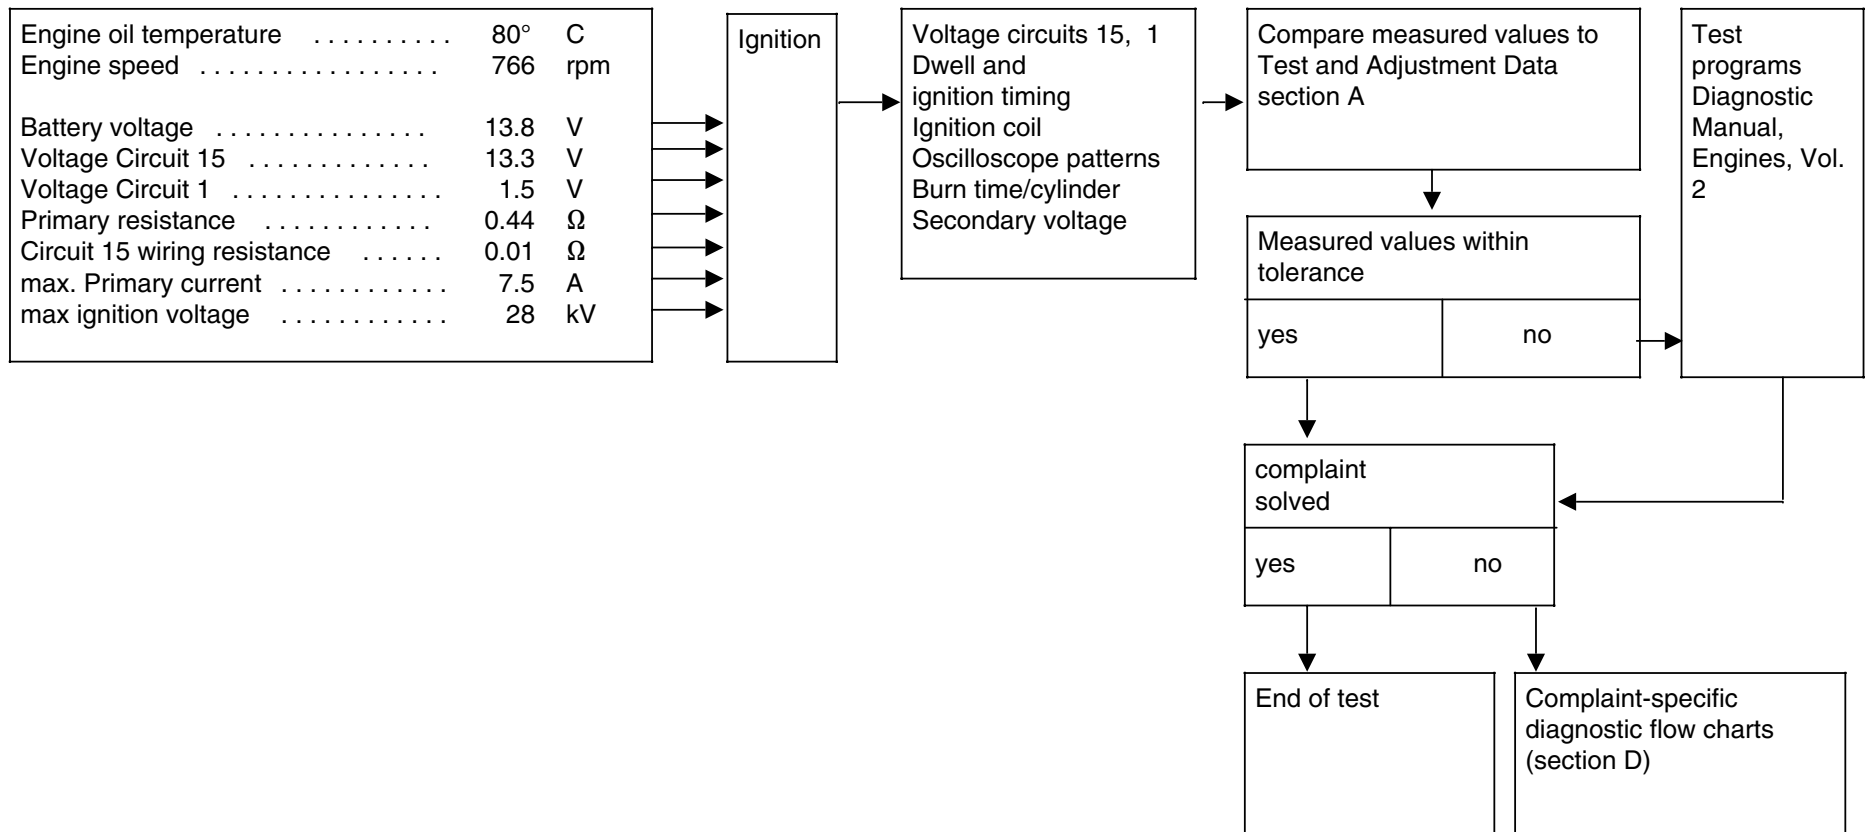 Engine oil temperature . . . . . . . . . . 80° C
Engine speed . . . . . . . . . . . . . . . . . 766 rpm
Battery voltage . . . . . . . . . . . . . . . 13.8 V
Voltage Circuit 15 . . . . . . . . . . . . . 13.3 V
Voltage Circuit 1 . . . . . . . . . . . . . . . 1.5 V
Primary resistance . . . . . . . . . . . . 0.44 Ω
Circuit 15 wiring resistance . . . . . . 0.01 Ω
max. Primary current . . . . . . . . . . . . 7.5 A
max ignition voltage . . . . . . . . . . . . 28 kV
Ignition
Voltage circuits 15, 1
Dwell and
ignition timing
Ignition coil
Oscilloscope patterns
Burn time/cylinder
Secondary voltage
Compare measured values to
Test and Adjustment Data
section A
Measured values within
tolerance
yes no
Test
programs
Diagnostic
Manual,
Engines, Vol.
2
complaint
solved
yes no
End of test
Complaint-specific
diagnostic flow charts
(section D)